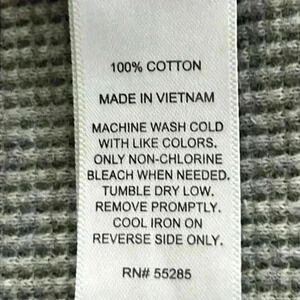 100% COTTON
MADE IN VIETNAM
MACHINE WASH COLD
WITH LIKE COLORS.
ONLY NON-CHLORINE
BLEACH WHEN NEEDED.
TUMBLE DRY LOW.
REMOVE PROMPTLY.
COOL IRON ON
REVERSE SIDE ONLY.
RN# 55285